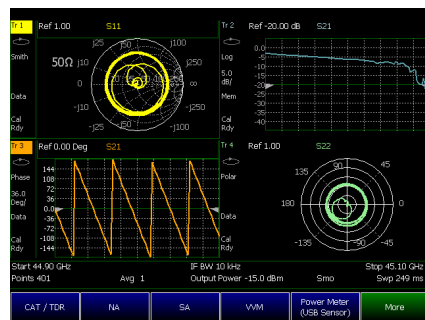 Tr 1 Ref 1.00 S11
Smith
50Ω
j10
j25
j50
j100
j250
0
∞
-j10
-j25
-j100
-j250
Data
Cal
Rdy
Tr 2 Ref -20.00 dB S21
Log
5.0
dB/
Mem
Cal
Rdy
0.0
-5
-10
-15
-20
-25
-30
-35
-40
Tr 3 Ref 0.00 Deg S21
Phase
36.0
Deg/
Data
Cal
Rdy
144
108
72
36
0.0
-36
-72
-108
-144
Tr 4 Ref 1.00 S22
Polar
Data
Cal
Rdy
135
90
45
180
0
-135
-90
-45
Start 44.90 GHz IF BW 10 kHz Stop 45.10 GHz
Points 401 Avg 1 Output Power -15.0 dBm Smo Swp 249 ms
CAT / TDR NA SA VVM Power Meter More
(USB Sensor)